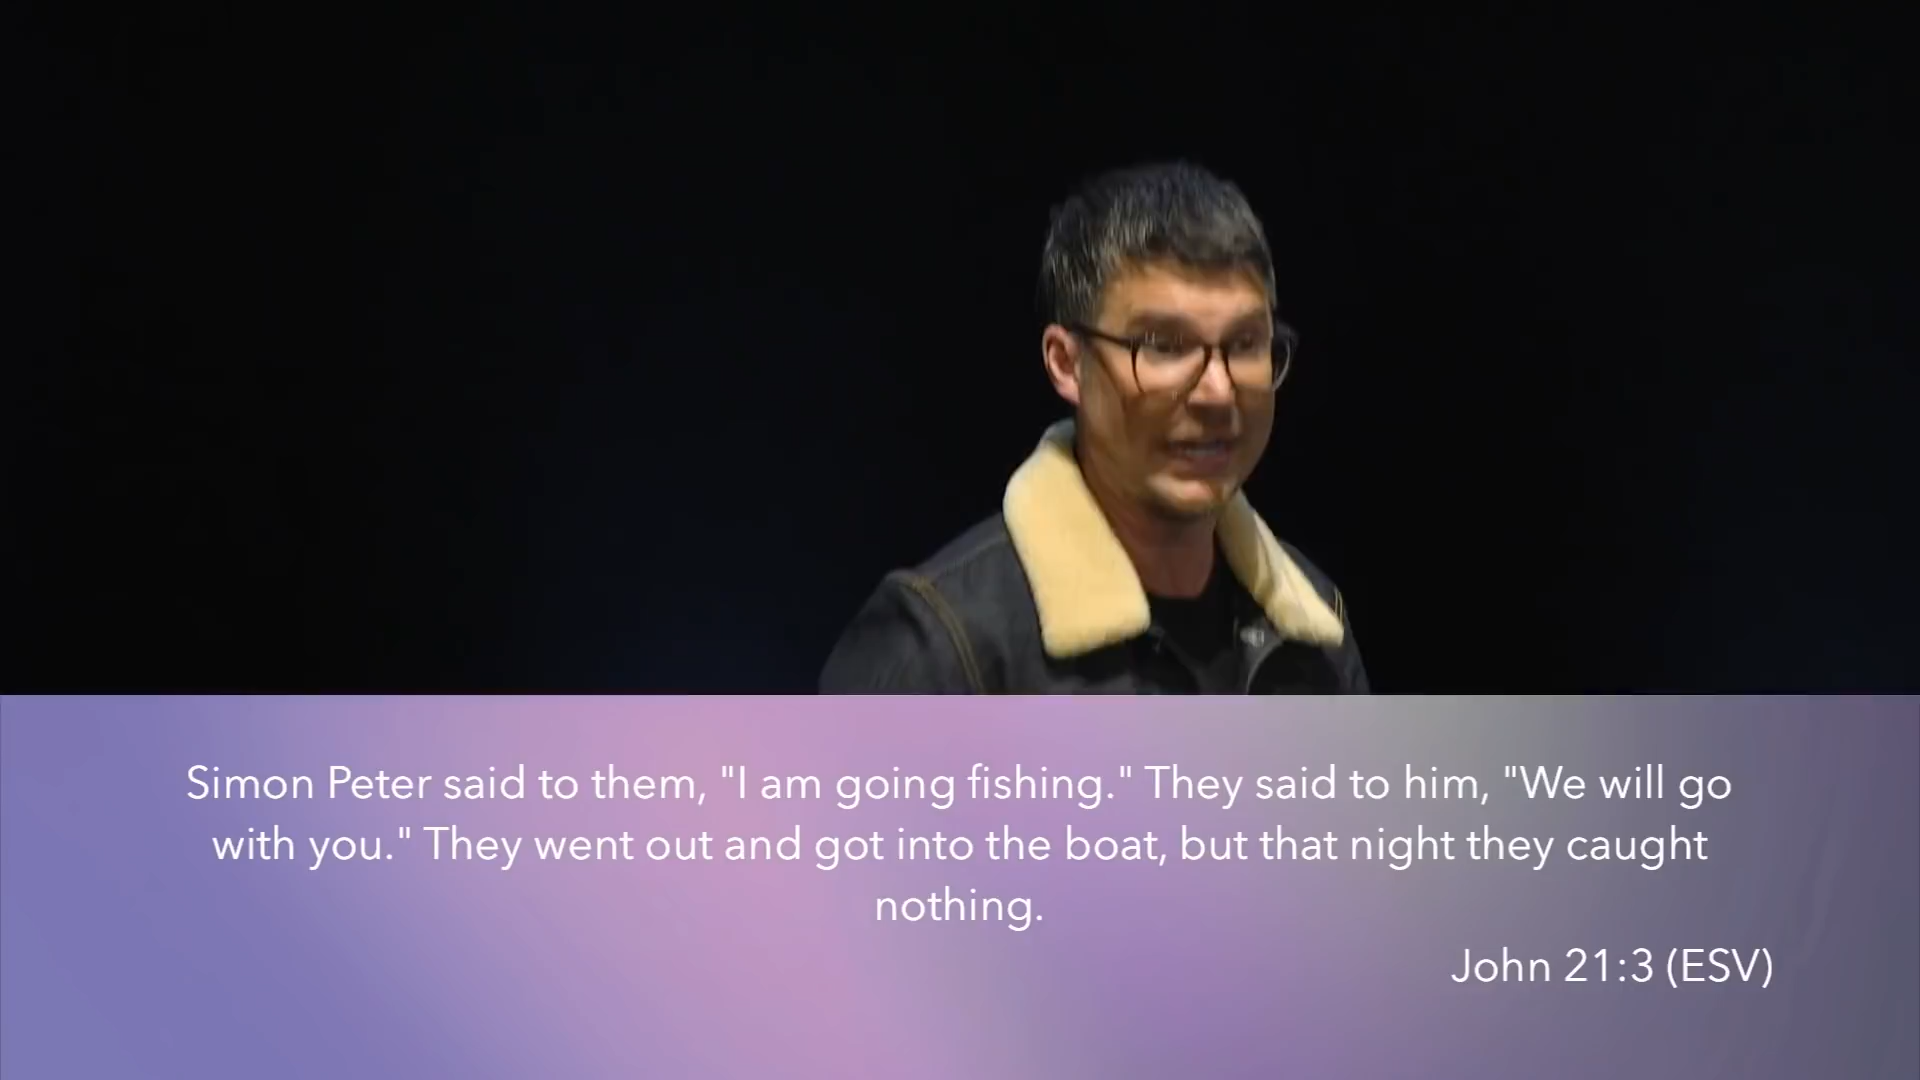 Simon Peter said to them, "I am going fishing." They said to him, "We will go
with you." They went out and got into the boat, but that night they caught
nothing.
John 21:3 (ESV)